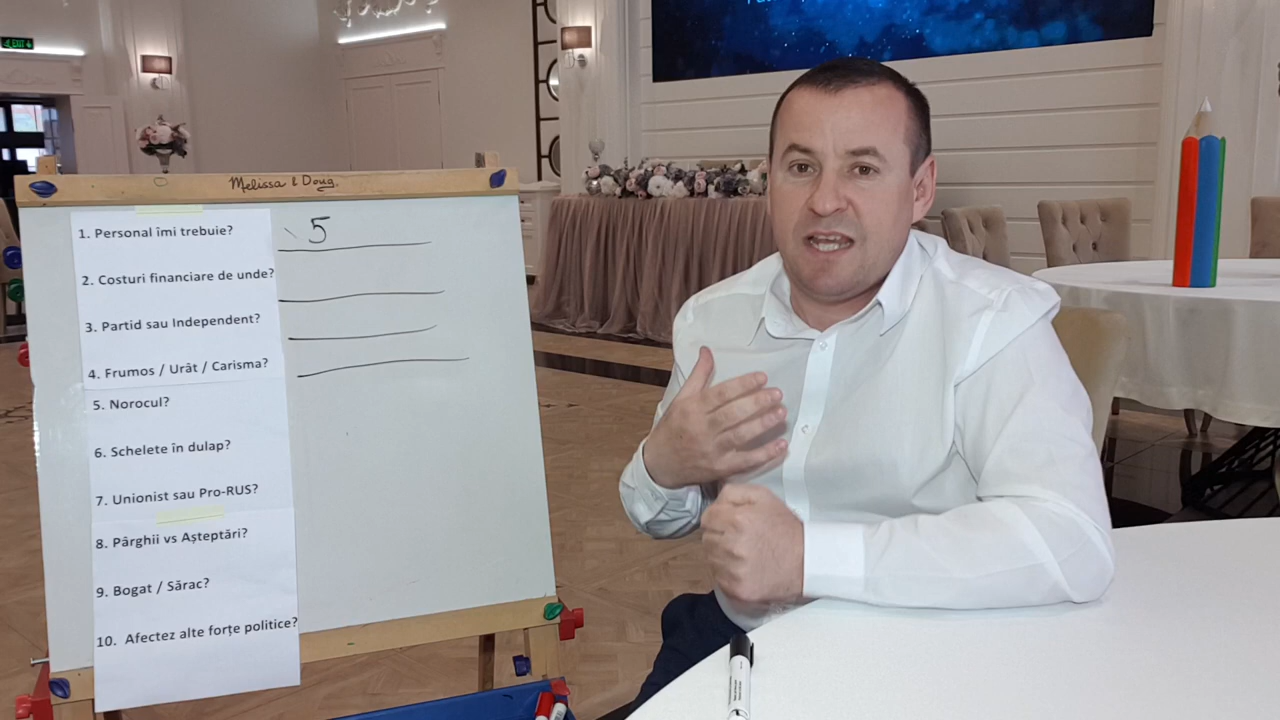 EXIT
Melissa & Doug
1. Personal îmi trebuie?
5
2. Costuri financiare de unde?
3. Partid sau Independent?
4. Frumos / Urât / Carisma?
5. Norocul?
6. Schelete în dulap?
7. Unionist sau Pro-RUS?
8. Pârghii vs Așteptări?
9. Bogat / Sărac?
10. Afectez alte forțe politice?